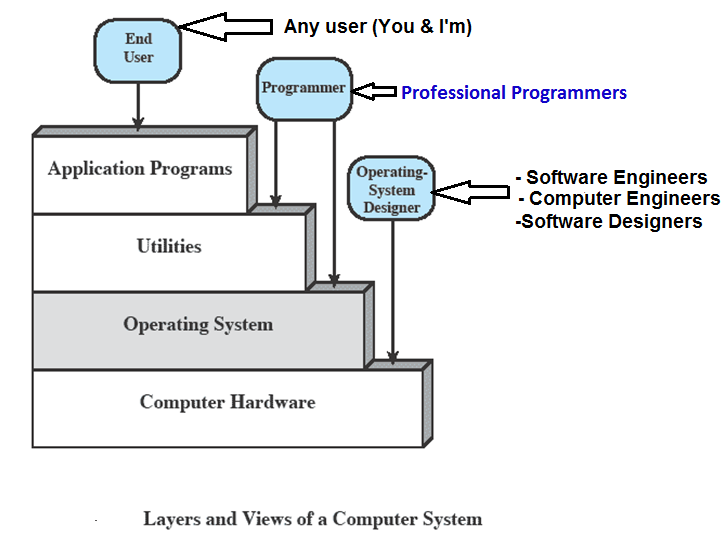 End
User
Any user (You & I'm)
Programmer
Professional Programmers
Application Programs
Operating-
System
Designer
- Software Engineers
- Computer Engineers
-Software Designers
Utilities
Operating System
Computer Hardware
Layers and Views of a Computer System